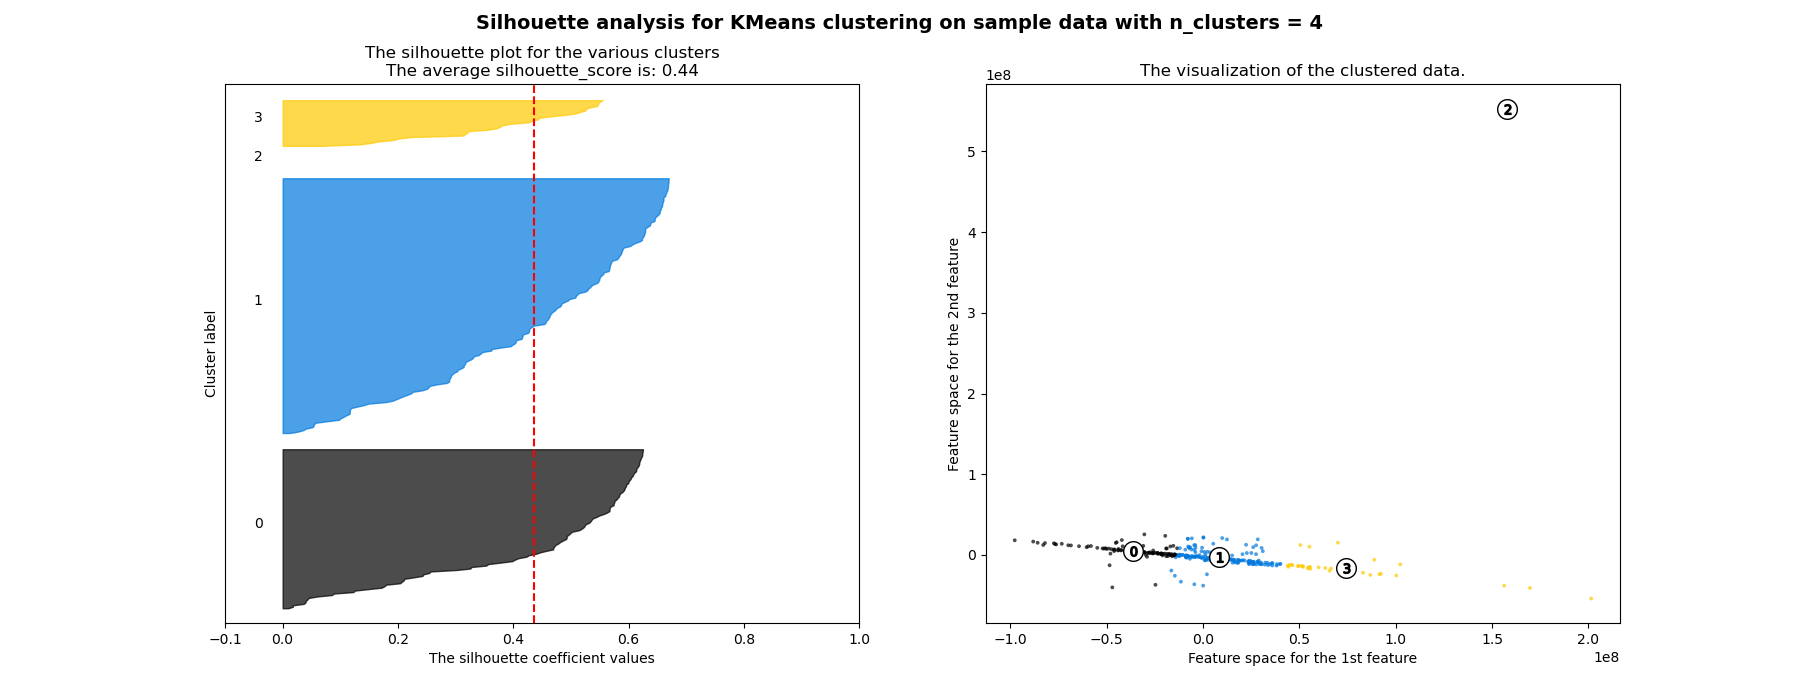 Silhouette analysis for KMeans clustering on sample data with n_clusters = 4
The silhouette plot for the various clusters
The average silhouette_score is: 0.44
3
2
1
0
Cluster label
−0.1 0.0 0.2 0.4 0.6 0.8 1.0
The silhouette coefficient values
The visualization of the clustered data.
1e8
5
4
3
2
1
0
Feature space for the 2nd feature
2
0
1
3
−1.0 −0.5 0.0 0.5 1.0 1.5 2.0
1e8
Feature space for the 1st feature